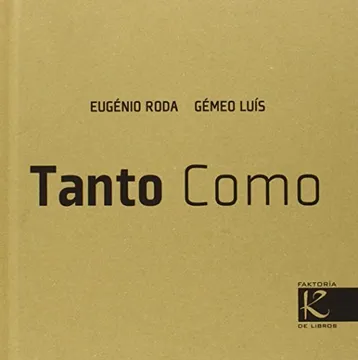 EUGÉNIO RODA GÉMEO LUÍS
Tanto Como
FAKTORÍA
K
DE LIBROS